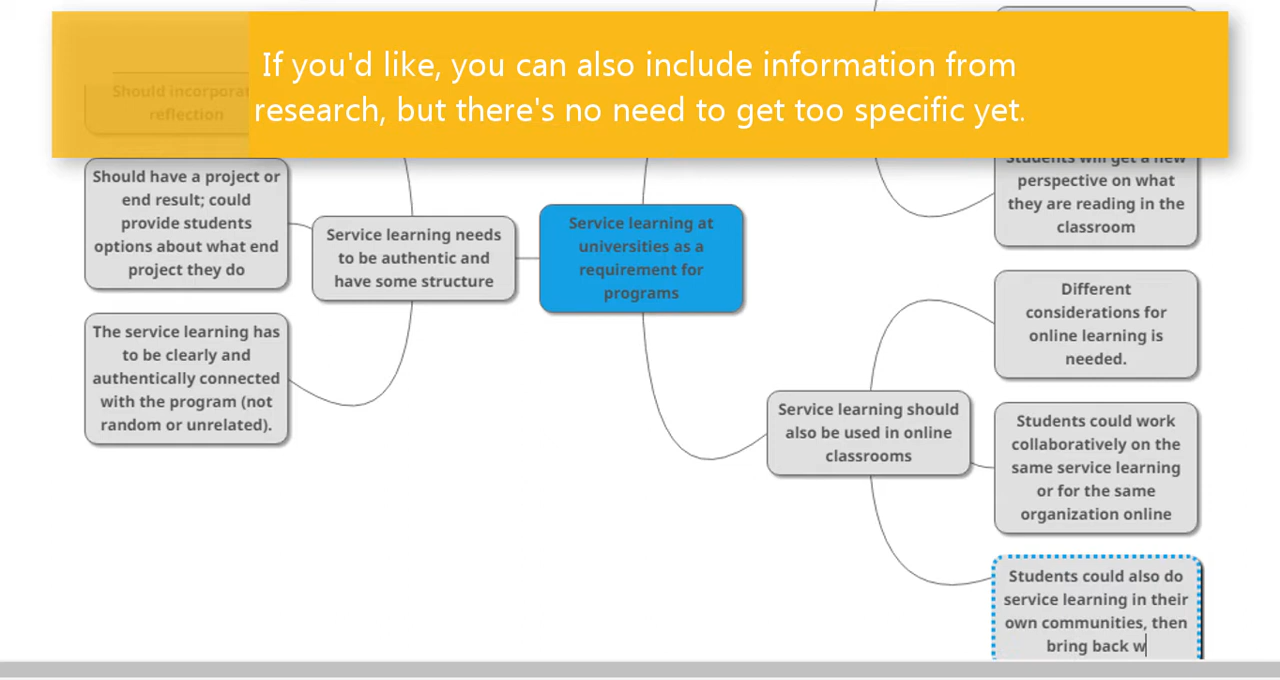 If you'd like, you can also include information from
research, but there's no need to get too specific yet.
Should
reflection
Should have a project or
end result; could
provide students
options about what end
project they do
The service learning has
to be clearly and
authentically connected
with the program (not
random or unrelated).
Service learning needs
to be authentic and
have some structure
Service learning at
universities as a
requirement for
programs
Students will get a new
perspective on what
they are reading in the
classroom
Different
considerations for
online learning is
needed.
Service learning should
also be used in online
classrooms
Students could work
collaboratively on the
same service learning
or for the same
organization online
Students could also do
service learning in their
own communities, then
bring back w